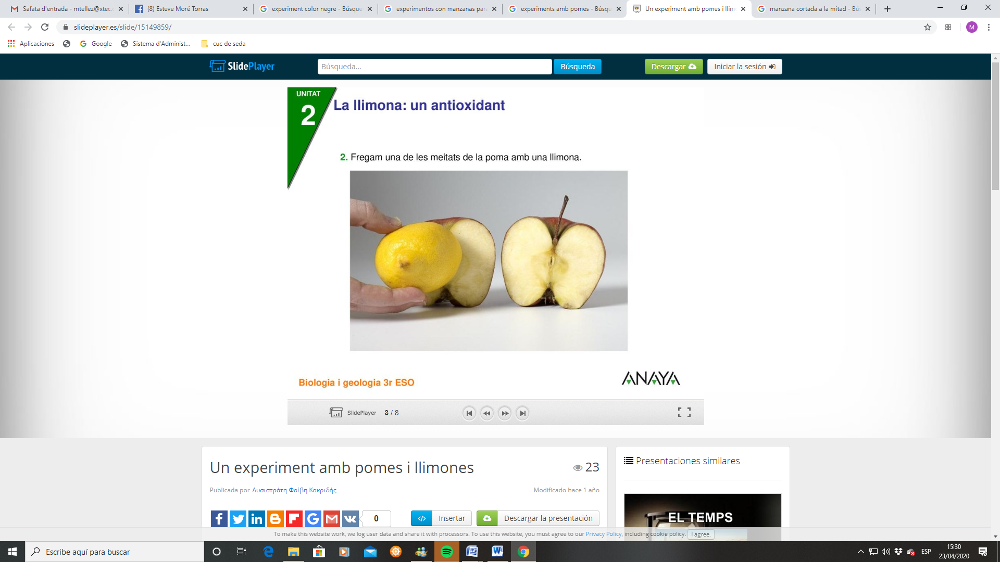 Safata d'entrada - mtellez@xtec.c
(8) Esteve Moré Torras
experiment color negre - Búsque
experimentos con manzanas para
experiments amb pomes - Búsqu
Un experiment amb pomes i llim
manzana cortada a la mitad - Bús
slideplayer.es/slide/15149859/
M
Aplicaciones
Google
Sistema d'Administ...
cuc de seda
SlidePlayer
Búsqueda...
Búsqueda
Descargar
Iniciar la sesión
UNITAT
2
La llimona: un antioxidant
2. Fregam una de les meitats de la poma amb una llimona.
Biologia i geologia 3r ESO
ANAYA
SlidePlayer 3 / 8
Un experiment amb pomes i llimones
23
Publicada por Λυσιστράτη Φοίβη Κακριδής
Modificado hace 1 año
0
Insertar
Descargar la presentación
Presentaciones similares
EL TEMPS
To make this website work, we log user data and share it with processors. To use this website, you must agree to our Privacy Policy, including cookie policy.
I agree.
Escribe aquí para buscar
ESP
15:30
23/04/2020